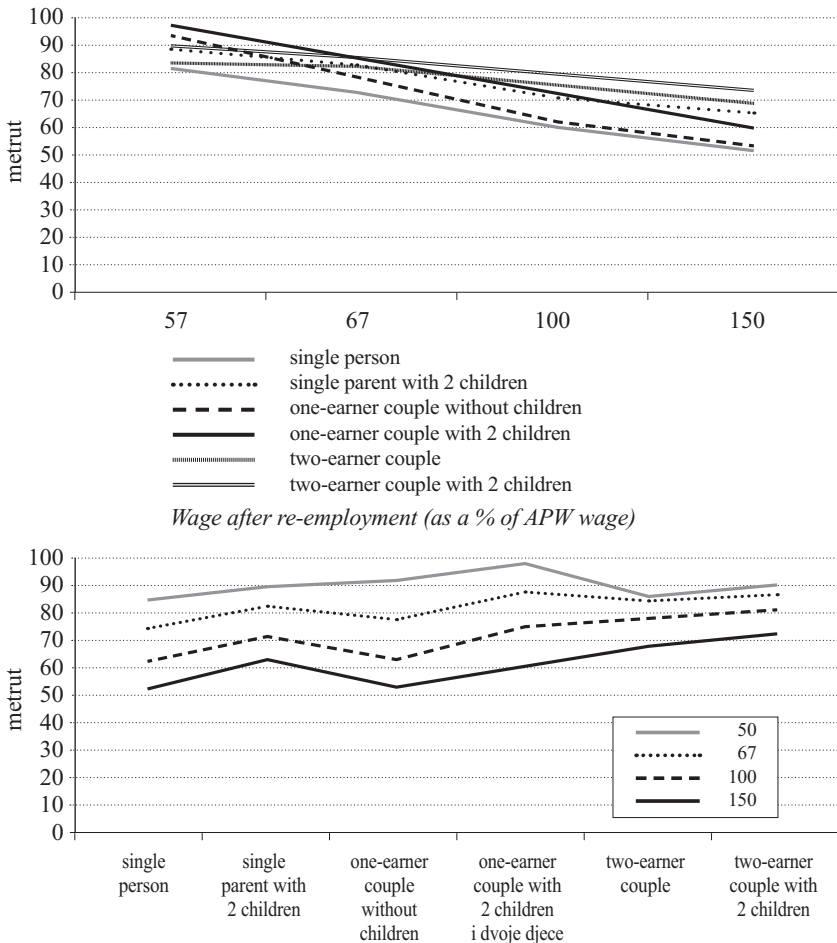 100
90
80
70
60
50
40
30
20
10
0
metrut
57 67 100 150
single person
single parent with 2 children
one-earner couple without children
one-earner couple with 2 children
two-earner couple
two-earner couple with 2 children
Wage after re-employment (as a % of APW wage)
100
90
80
70
60
50
40
30
20
10
0
metrut
50
67
100
150
single
person
single
parent with
2 children
one-earner
couple
without
children
one-earner
couple with
2 children
i dvoje djece
two-earner
couple
two-earner
couple with
2 children